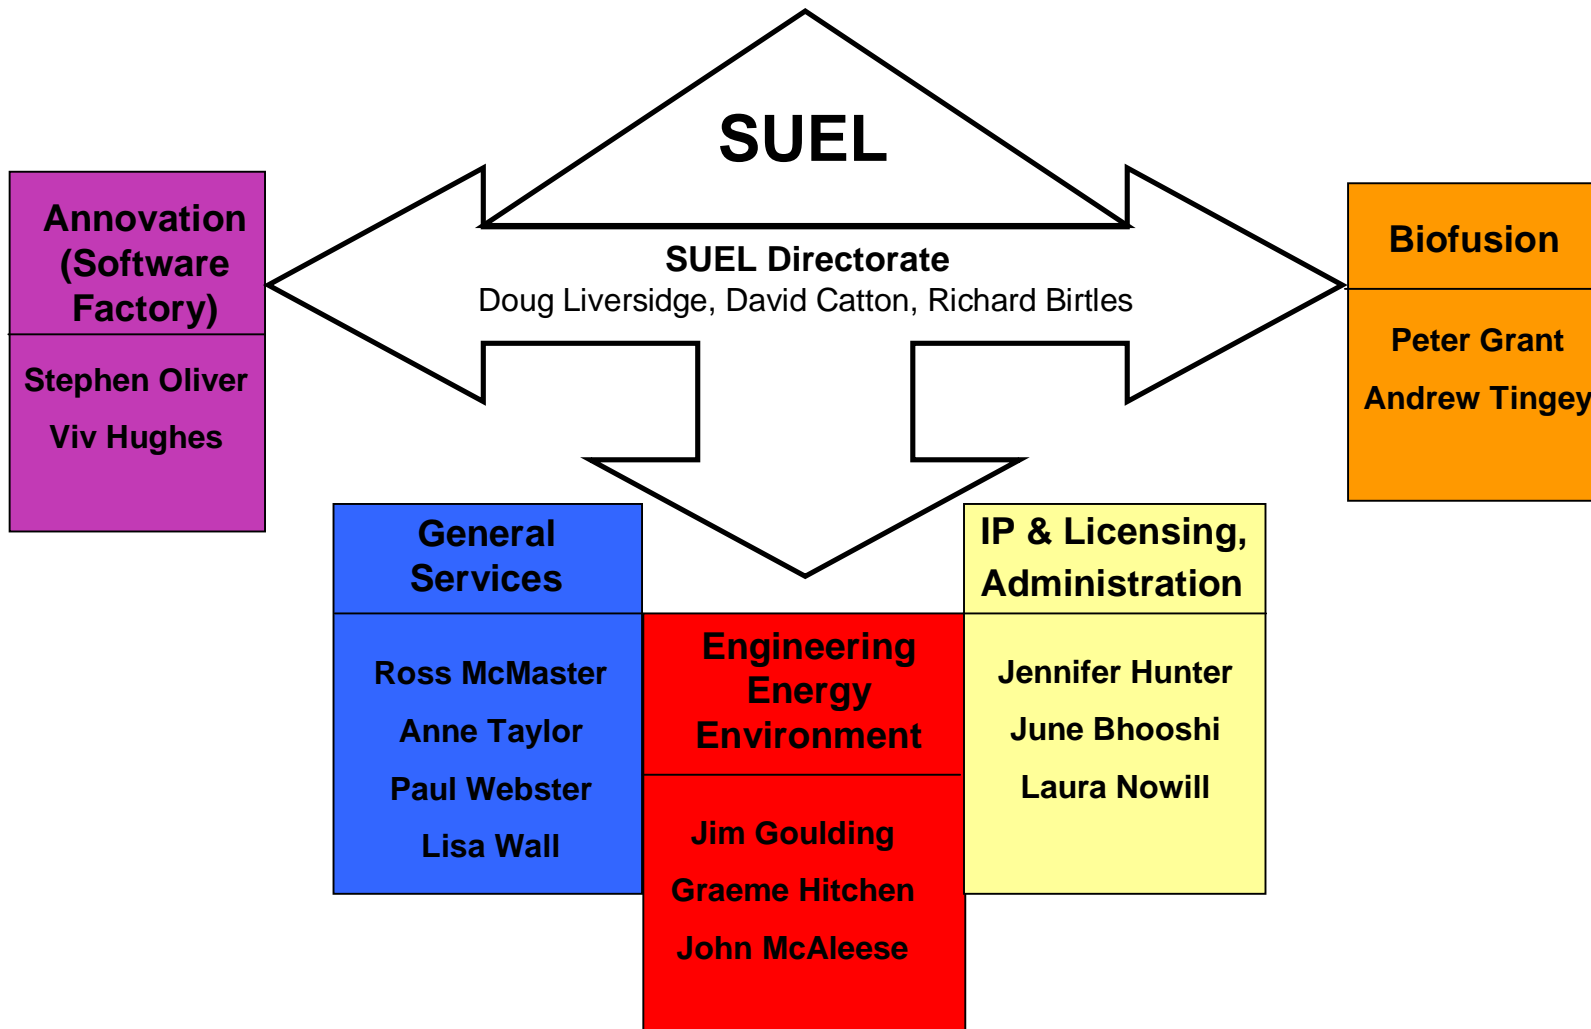 SUEL
SUEL Directorate
Doug Liversidge, David Catton, Richard Birtles
Annovation
(Software
Factory)
Stephen Oliver
Viv Hughes
Biofusion
Peter Grant
Andrew Tingey
General
Services
Ross McMaster
Anne Taylor
Paul Webster
Lisa Wall
Engineering
Energy
Environment
Jim Goulding
Graeme Hitchen
John McAleese
IP & Licensing,
Administration
Jennifer Hunter
June Bhooshi
Laura Nowill